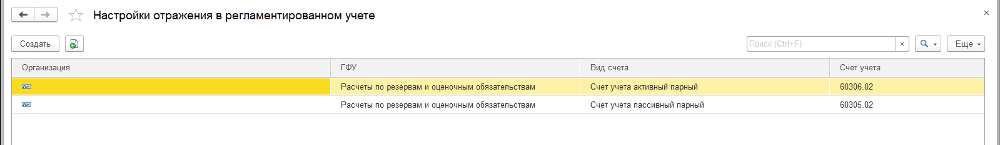 Настройки отражения в регламентированном учете
Создать
Поиск (Ctrl+F)
Еще
Организация ГФУ Вид счета Счет учета
Расчеты по резервам и оценочным обязательствам Счет учета активный парный 60306.02
Расчеты по резервам и оценочным обязательствам Счет учета пассивный парный 60305.02